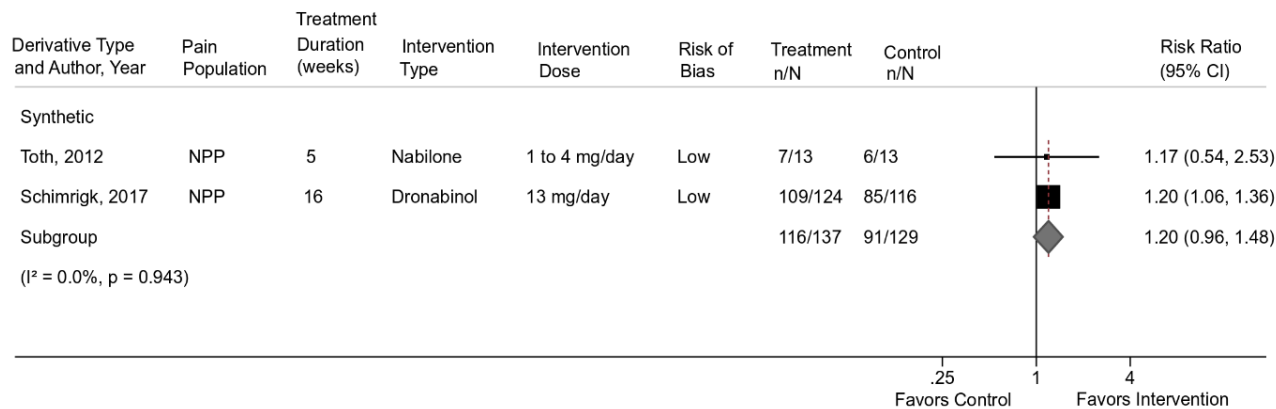 Derivative Type and Author, Year Pain Population Treatment Duration (weeks) Intervention Type Intervention Dose Risk of Bias Treatment n/N Control n/N Risk Ratio (95% CI)
Synthetic
Toth, 2012 NPP 5 Nabilone 1 to 4 mg/day Low 7/13 6/13 1.17 (0.54, 2.53)
Schimrigk, 2017 NPP 16 Dronabinol 13 mg/day Low 109/124 85/116 1.20 (1.06, 1.36)
Subgroup 116/137 91/129 1.20 (0.96, 1.48)
(I² = 0.0%, p = 0.943)
.25 1 4
Favors Control Favors Intervention